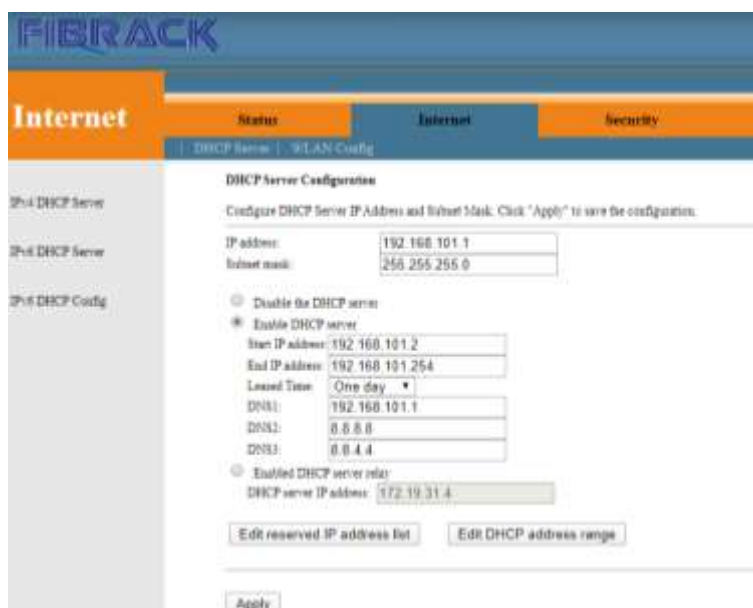 FIBRACK
Internet
Status Internet Security
| DHCP Server | WLAN Config
IPv4 DHCP Server
IPv6 DHCP Server
IPv6 DHCP Config
DHCP Server Configuration
Configure DHCP Server IP Address and Subnet Mask. Click "Apply" to save the configuration.
IP address: 192.168.101.1
Subnet mask: 255.255.255.0
Disable the DHCP server
Enable DHCP server
Start IP address: 192.168.101.2
End IP address: 192.168.101.254
Leased Time: One day
DNS1: 192.168.101.1
DNS2: 8.8.8.8
DNS3: 8.8.4.4
Enabled DHCP server relay
DHCP server IP address: 172.19.31.4
Edit reserved IP address list Edit DHCP address range
Apply